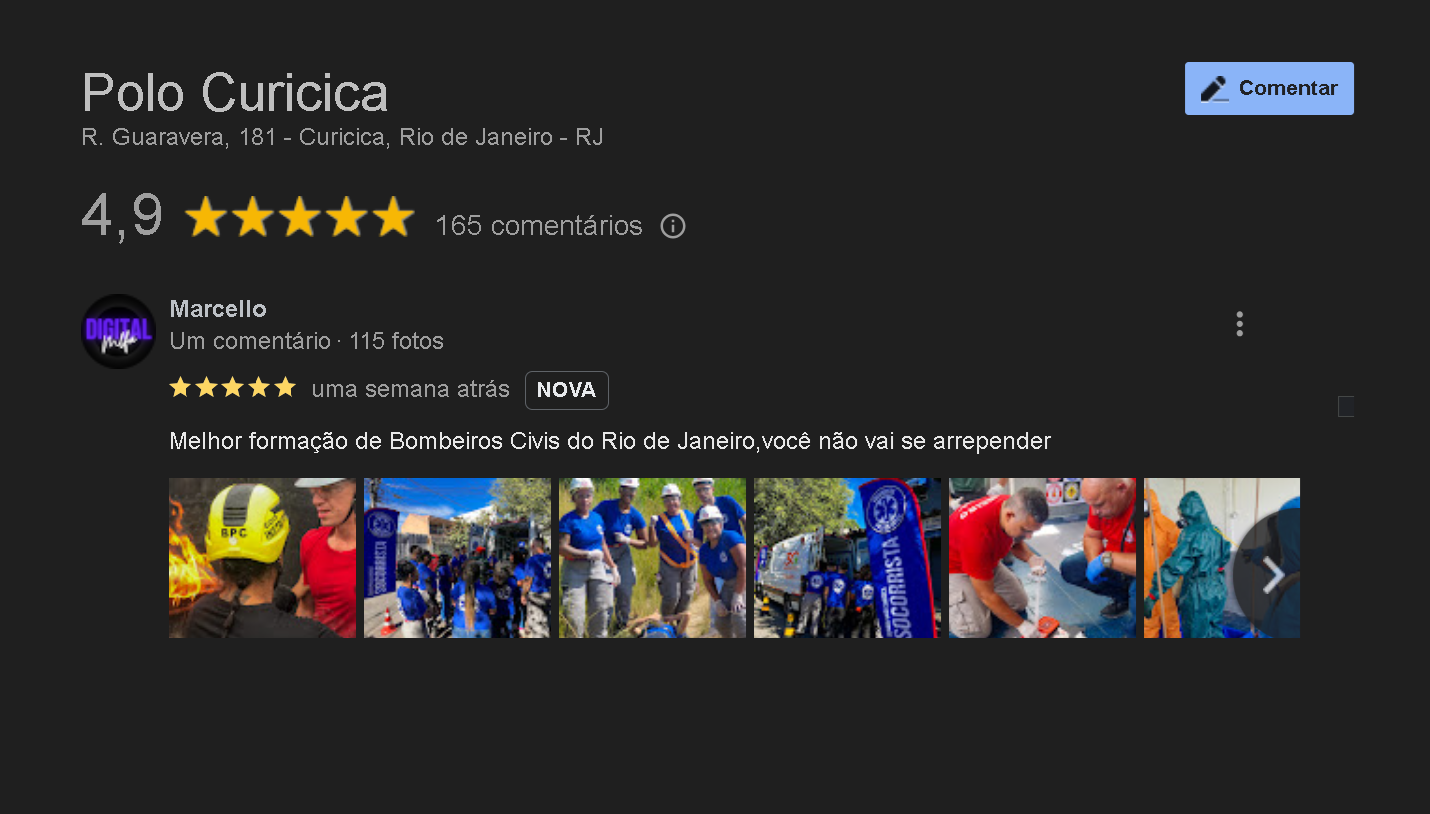 Polo Curicica
Comentar
R. Guaravera, 181 - Curicica, Rio de Janeiro - RJ
4,9
165 comentários
DIGITAL
Marcello
Um comentário · 115 fotos
uma semana atrás
NOVA
Melhor formação de Bombeiros Civis do Rio de Janeiro,você não vai se arrepender
BPC
SOCORRISTA
SOCORRISTA